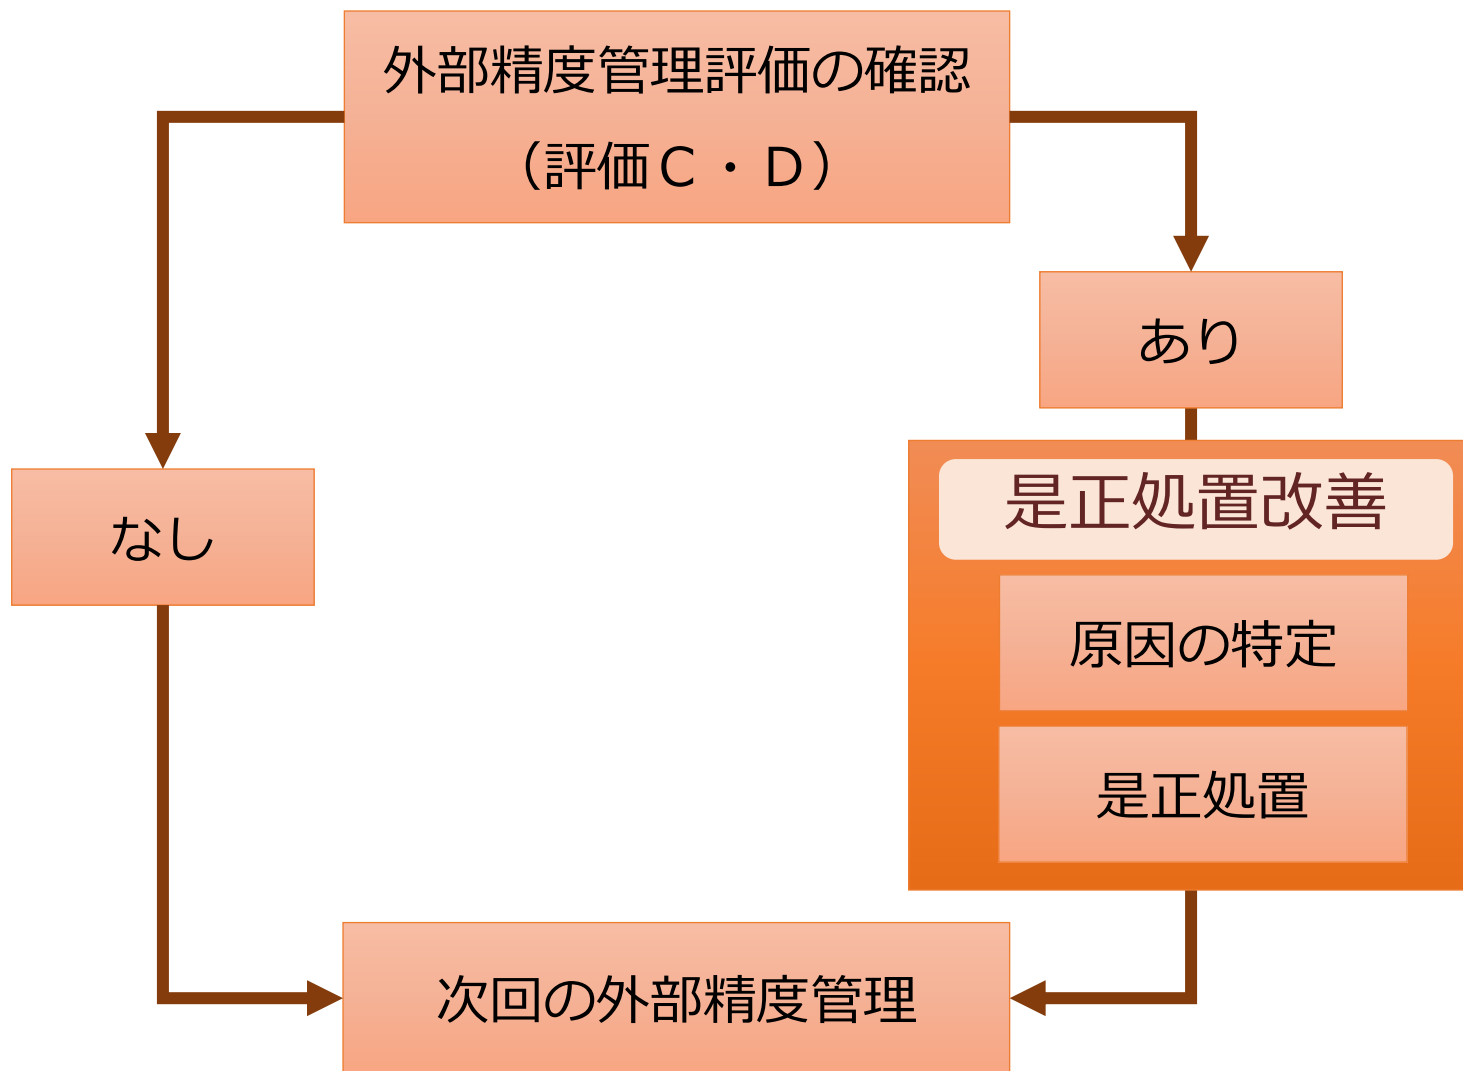 外部精度管理評価の確認
（評価Ｃ・Ｄ）
あり
なし
是正処置改善
原因の特定
是正処置
次回の外部精度管理